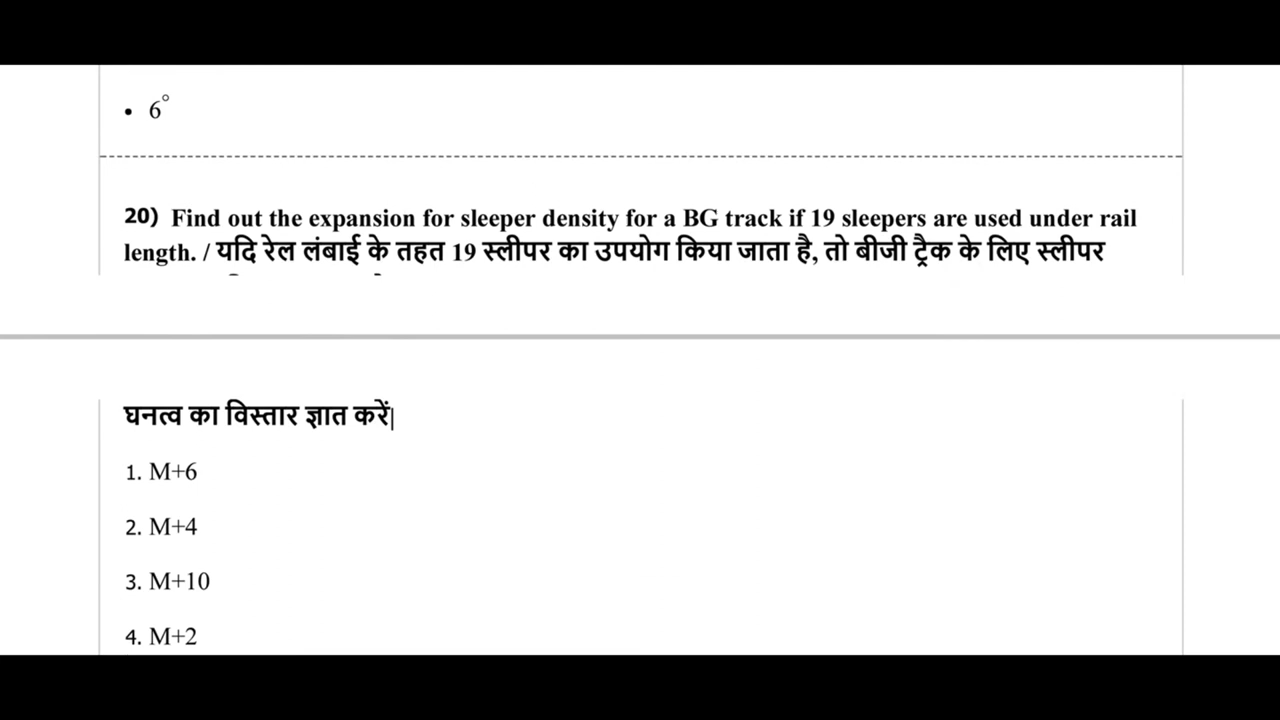 • 6°
20) Find out the expansion for sleeper density for a BG track if 19 sleepers are used under rail
length. / यदि रेल लंबाई के तहत 19 स्लीपर का उपयोग किया जाता है, तो बीजी ट्रैक के लिए स्लीपर
घनत्व का विस्तार ज्ञात करें|
1. M+6
2. M+4
3. M+10
4. M+2